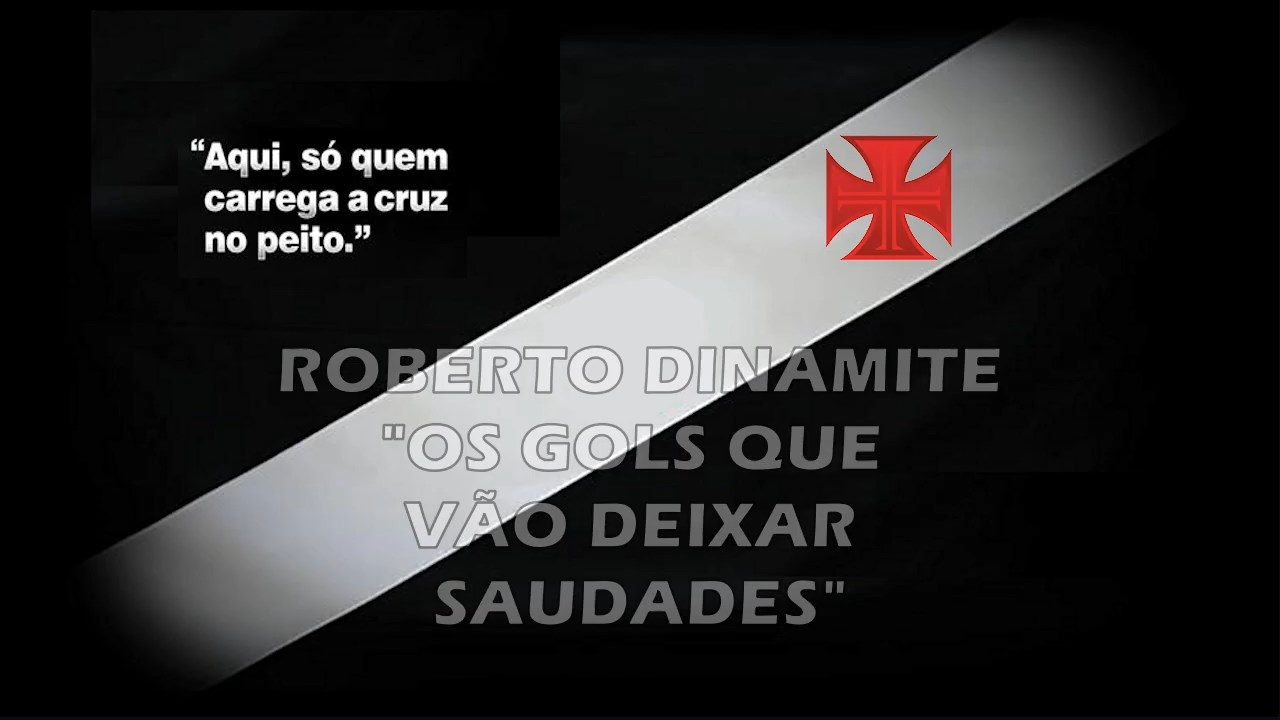 “Aqui, só quem
carrega a cruz
no peito.”
ROBERTO DINAMITE
"OS GOLS QUE
VÃO DEIXAR
SAUDADES"